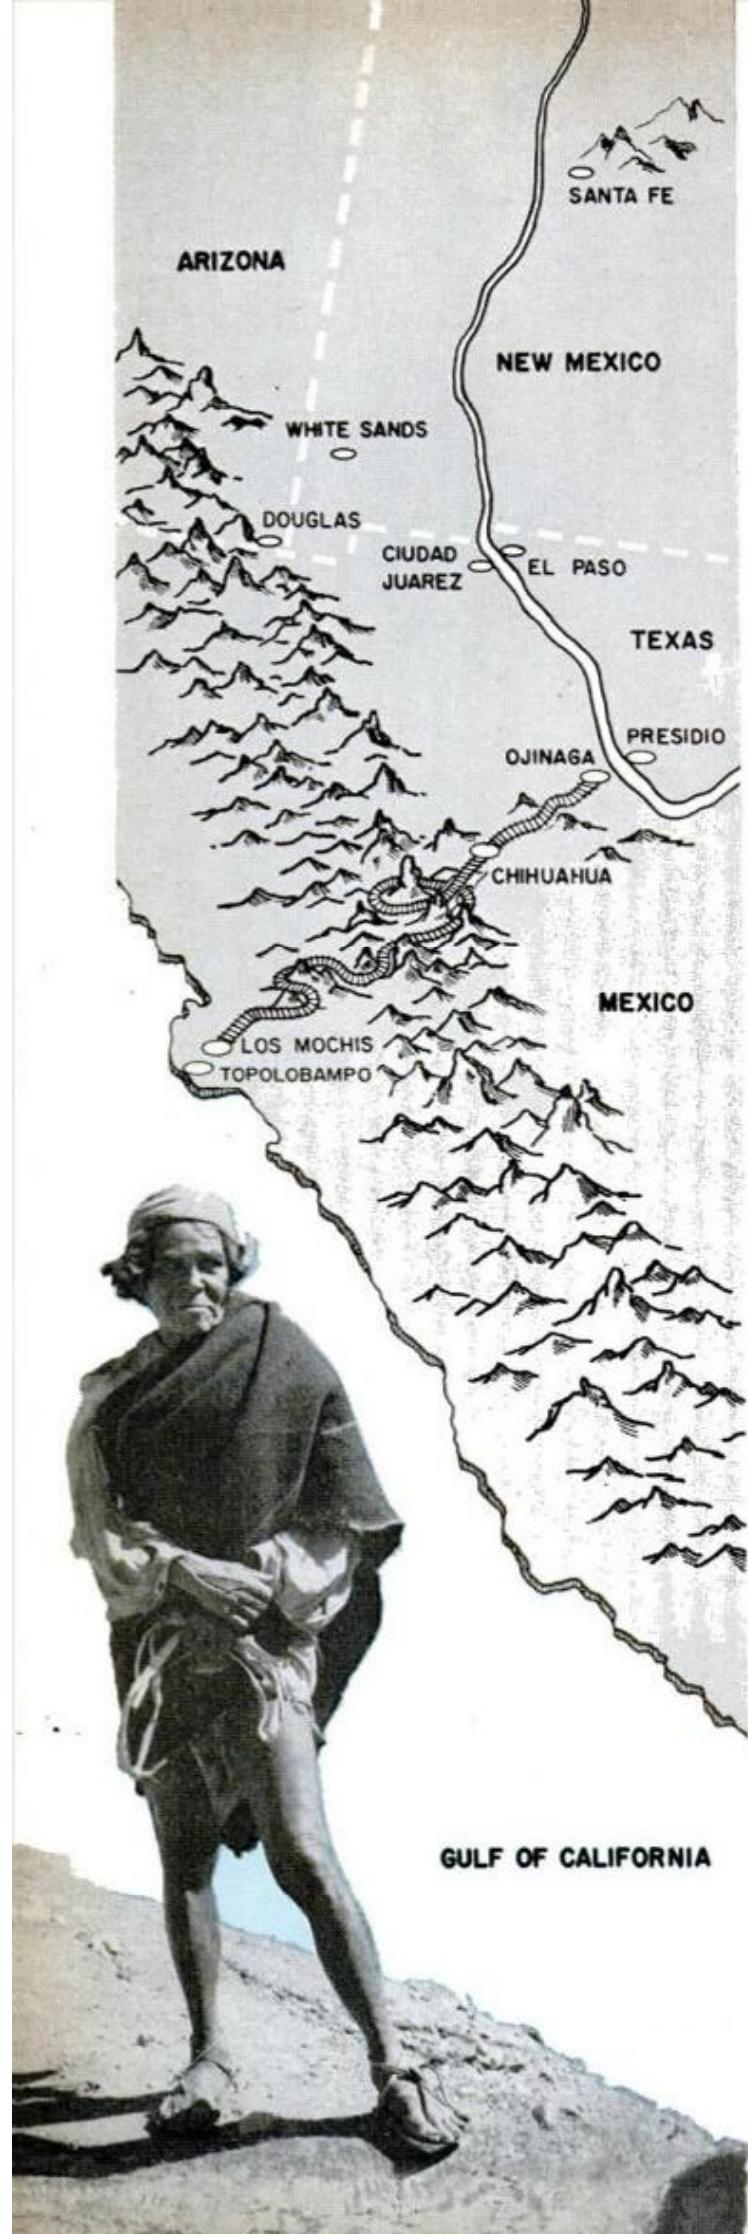 SANTA FE
ARIZONA
NEW MEXICO
WHITE SANDS
DOUGLAS
CIUDAD
JUAREZ
EL PASO
TEXAS
PRESIDIO
OJINAGA
CHIHUAHUA
MEXICO
LOS MOCHIS
TOPOLOBAMPO
GULF OF CALIFORNIA